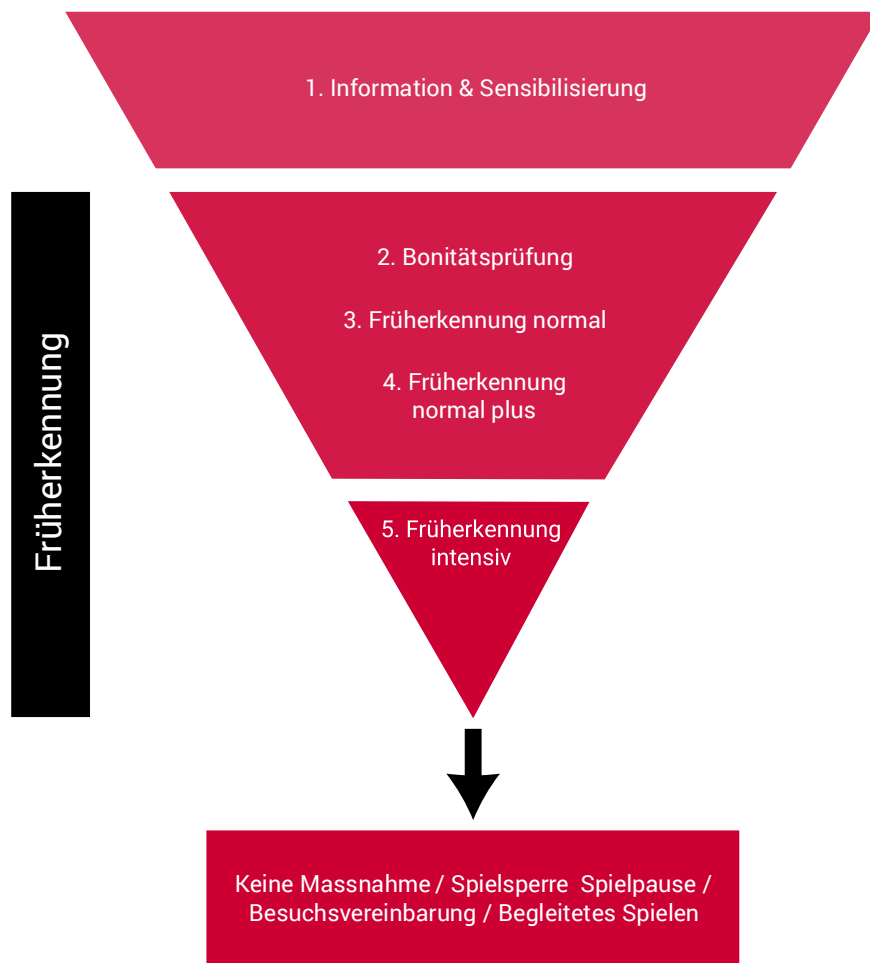 1. Information & Sensibilisierung
Früherkennung
2. Bonitätsprüfung
3. Früherkennung normal
4. Früherkennung
normal plus
5. Früherkennung
intensiv
Keine Massnahme / Spielsperre  Spielpause /
Besuchsvereinbarung / Begleitetes Spielen